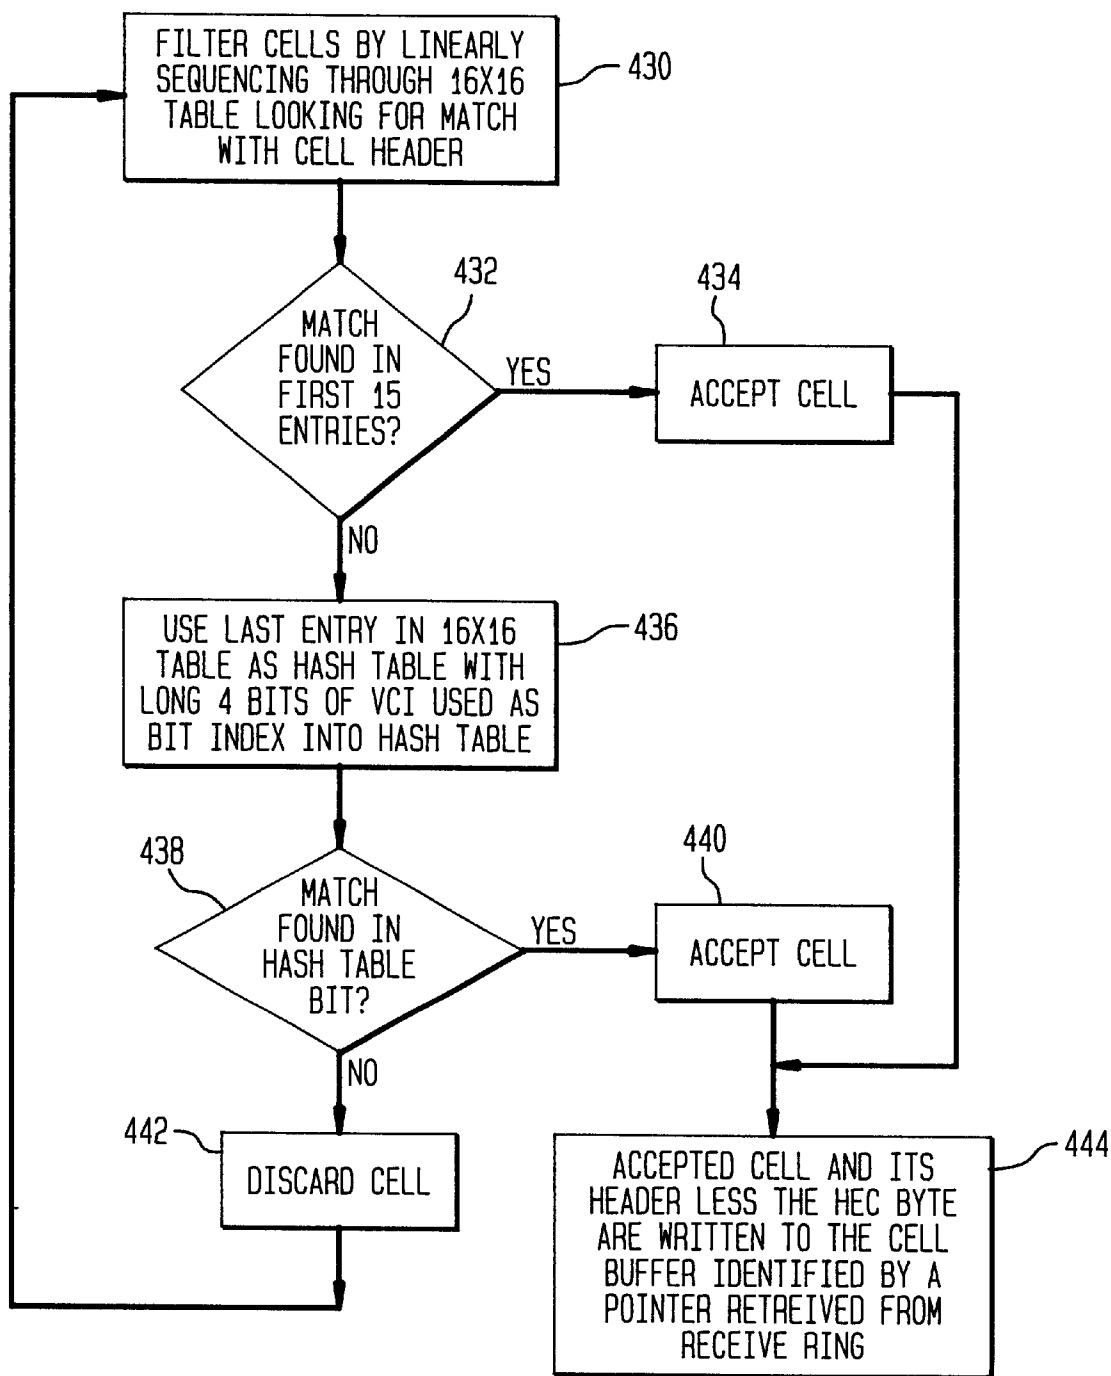 FILTER CELLS BY LINEARLY
SEQUENCING THROUGH 16X16
TABLE LOOKING FOR MATCH
WITH CELL HEADER
430
432
MATCH
FOUND IN
FIRST 15
ENTRIES?
YES
434
ACCEPT CELL
NO
USE LAST ENTRY IN 16X16
TABLE AS HASH TABLE WITH
LONG 4 BITS OF VCI USED AS
BIT INDEX INTO HASH TABLE
436
438
MATCH
FOUND IN
HASH TABLE
BIT?
YES
440
ACCEPT CELL
NO
442
DISCARD CELL
444
ACCEPTED CELL AND ITS
HEADER LESS THE HEC BYTE
ARE WRITTEN TO THE CELL
BUFFER IDENTIFIED BY A
POINTER RETREIVED FROM
RECEIVE RING